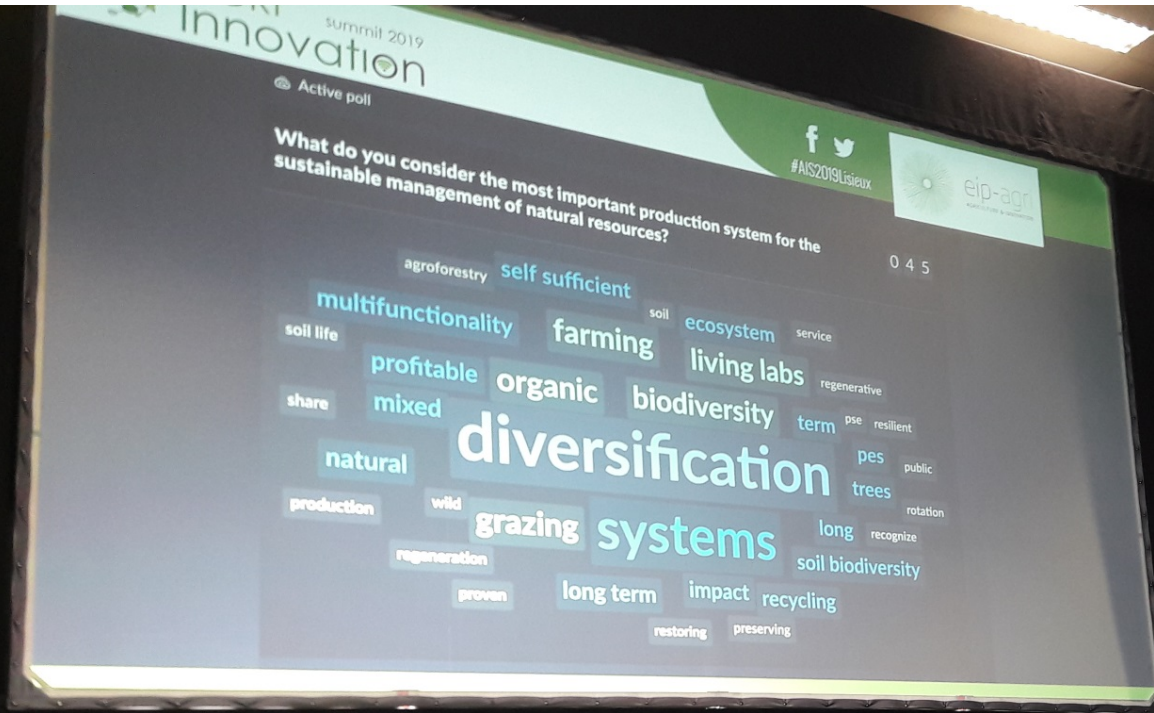 summit 2019
Innovation
Active poll
#AIS2019Lisieux
eip-agri
What do you consider the most important production system for the
sustainable management of natural resources?
045
agroforestry self sufficient
multifunctionality farming soil ecosystem service
soil life living labs
profitable organic biodiversity regenerative
share mixed term pse resilient
diversification
natural pes public
trees
production wild rotation
grazing systems long recognize
regeneration soil biodiversity
proven long term impact recycling
restoring preserving